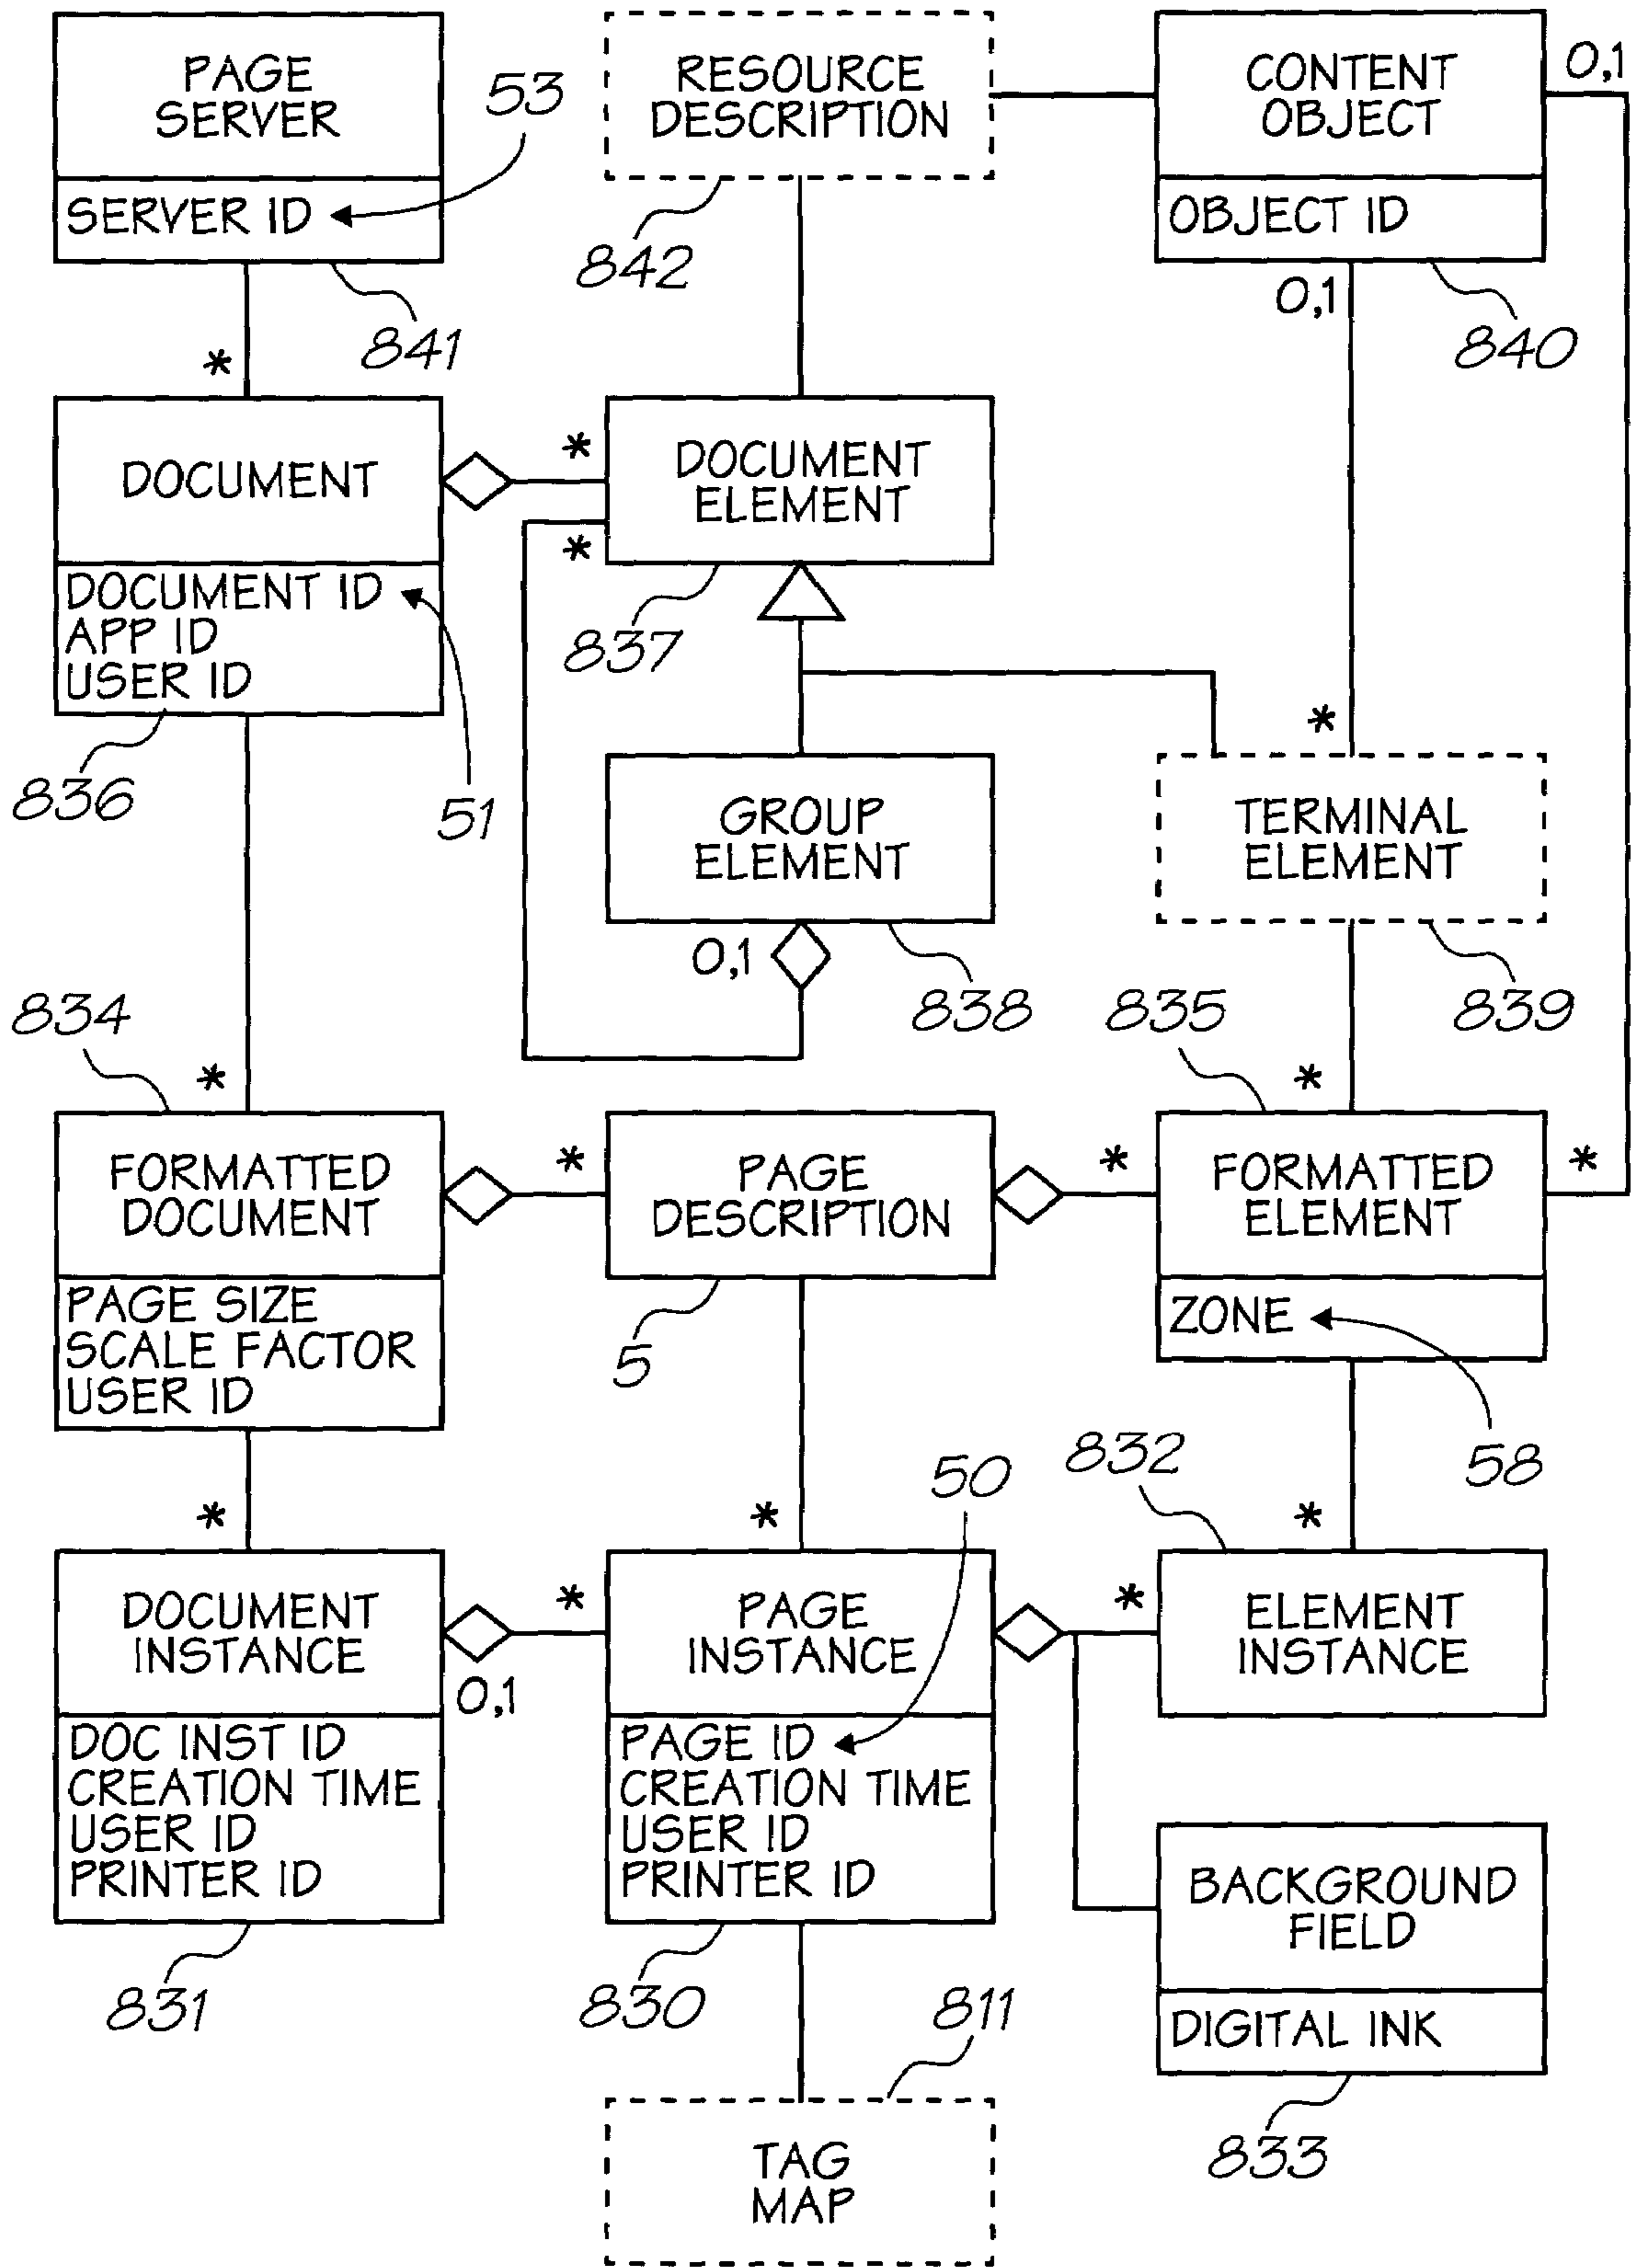 PAGE
SERVER
SERVER ID
53
841
RESOURCE
DESCRIPTION
842
CONTENT
OBJECT
OBJECT ID
0,1
0,1
840
*
DOCUMENT
DOCUMENT ID
APP ID
USER ID
836
51
*
*
DOCUMENT
ELEMENT
837
*
GROUP
ELEMENT
0,1
838
TERMINAL
ELEMENT
839
834
*
835
*
FORMATTED
DOCUMENT
PAGE SIZE
SCALE FACTOR
USER ID
*
PAGE
DESCRIPTION
5
*
FORMATTED
ELEMENT
*
ZONE
58
*
*
50
832
*
DOCUMENT
INSTANCE
DOC INST ID
CREATION TIME
USER ID
PRINTER ID
831
0,1
*
PAGE
INSTANCE
PAGE ID
CREATION TIME
USER ID
PRINTER ID
830
*
ELEMENT
INSTANCE
BACKGROUND
FIELD
DIGITAL INK
833
811
TAG
MAP